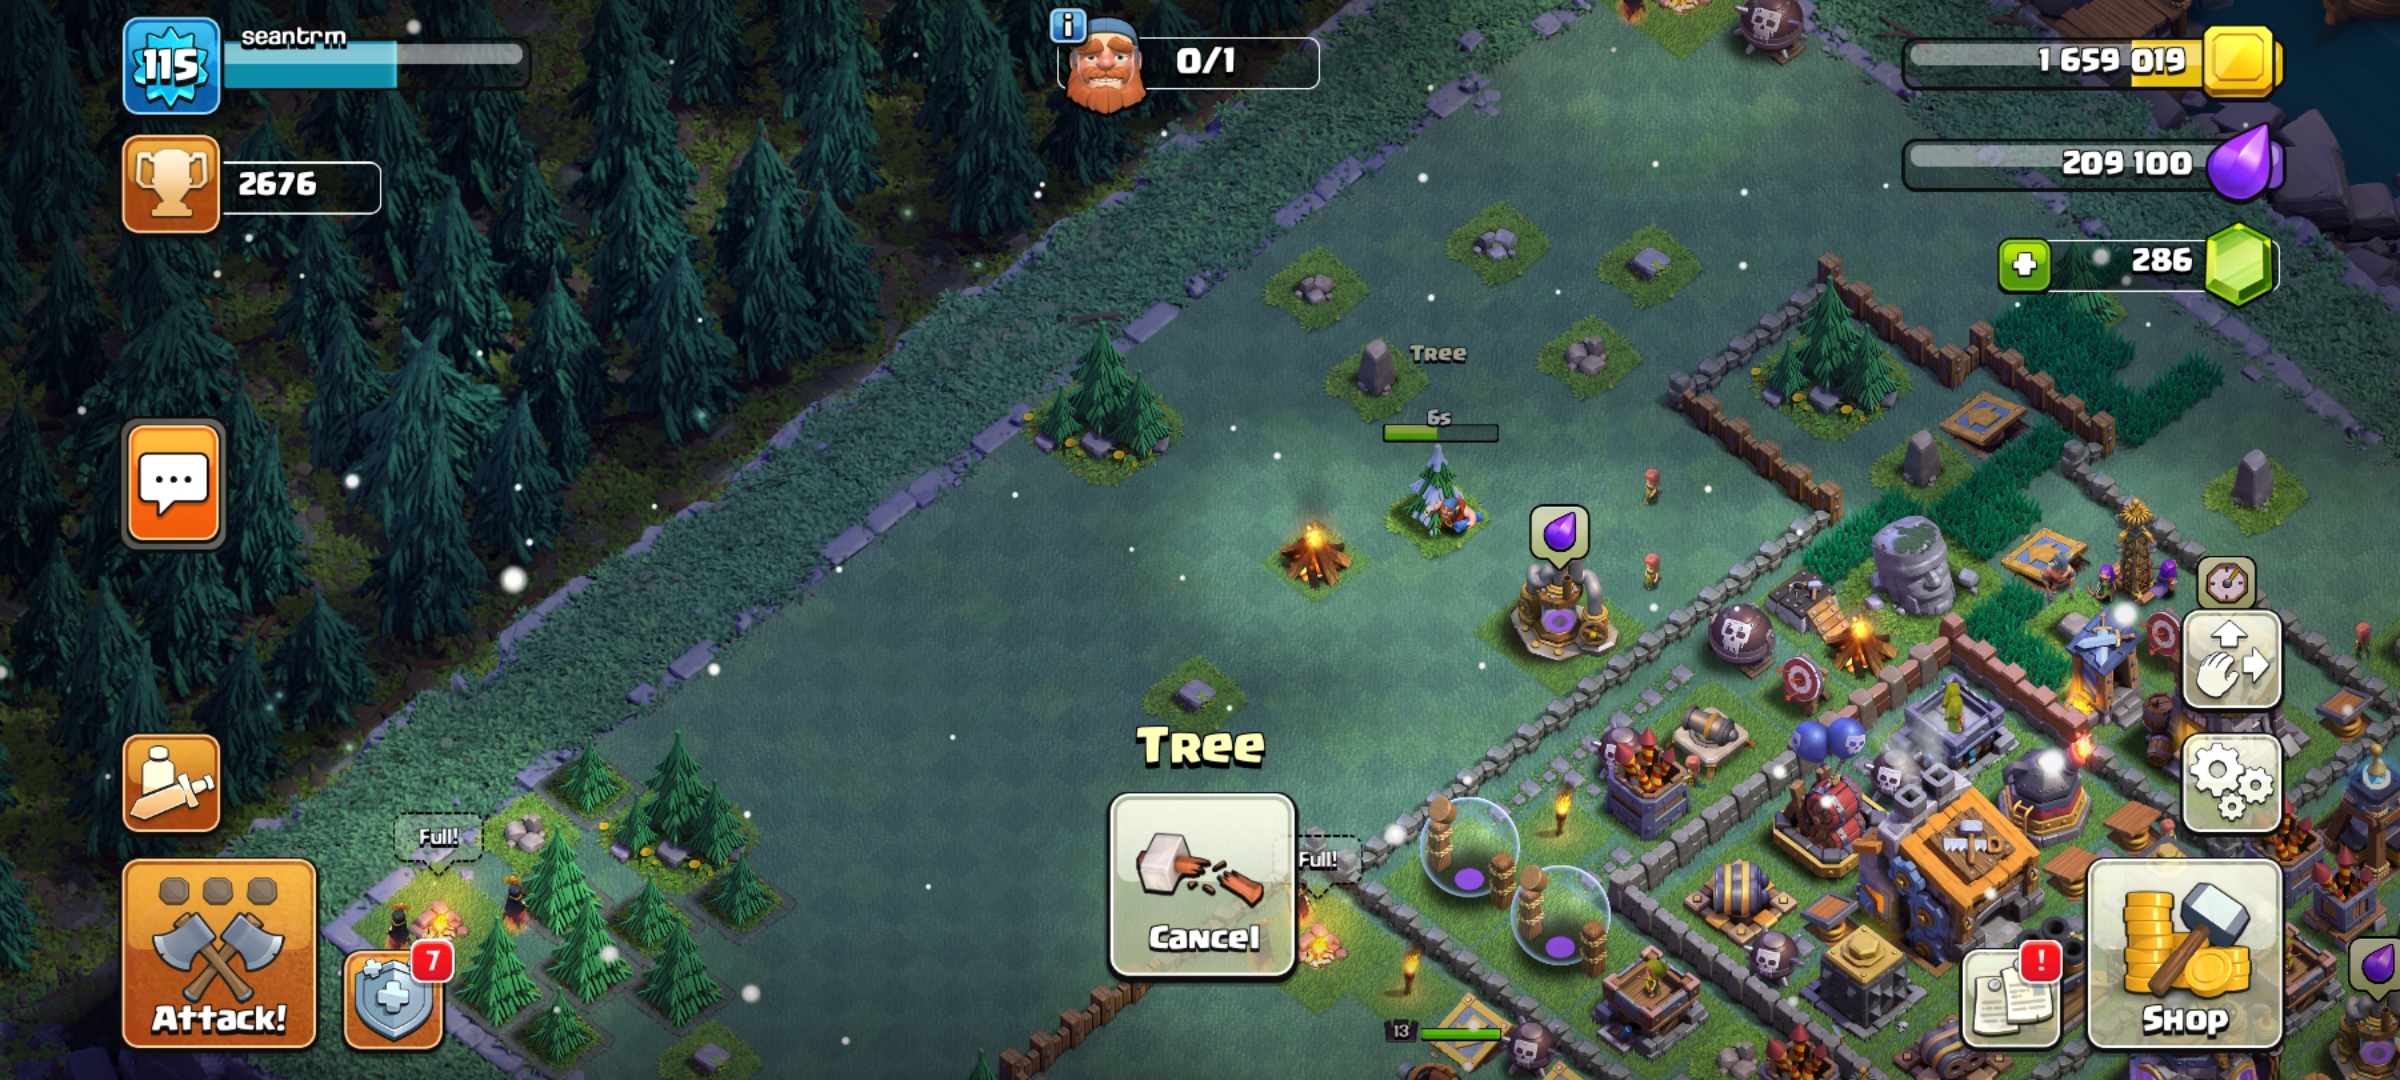 115
seantrm
0/1
1 659 019
2676
209 100
286
Tree
6s
Tree
Full!
Full!
7
Cancel
Attack!
!
Shop
13